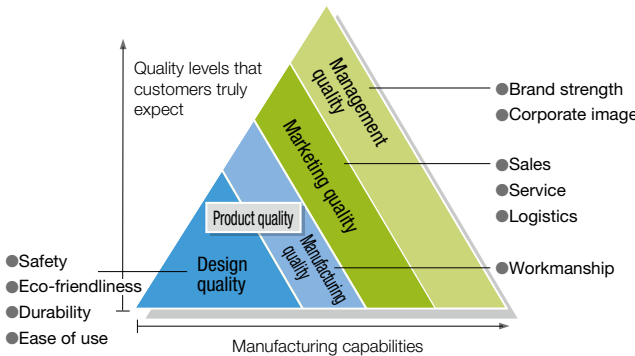 Quality levels that
customers truly
expect
Management
quality
Brand strength
Corporate image
Marketing quality
Sales
Service
Logistics
Product quality
Manufacturing
quality
Workmanship
Design
quality
Safety
Eco-friendliness
Durability
Ease of use
Manufacturing capabilities